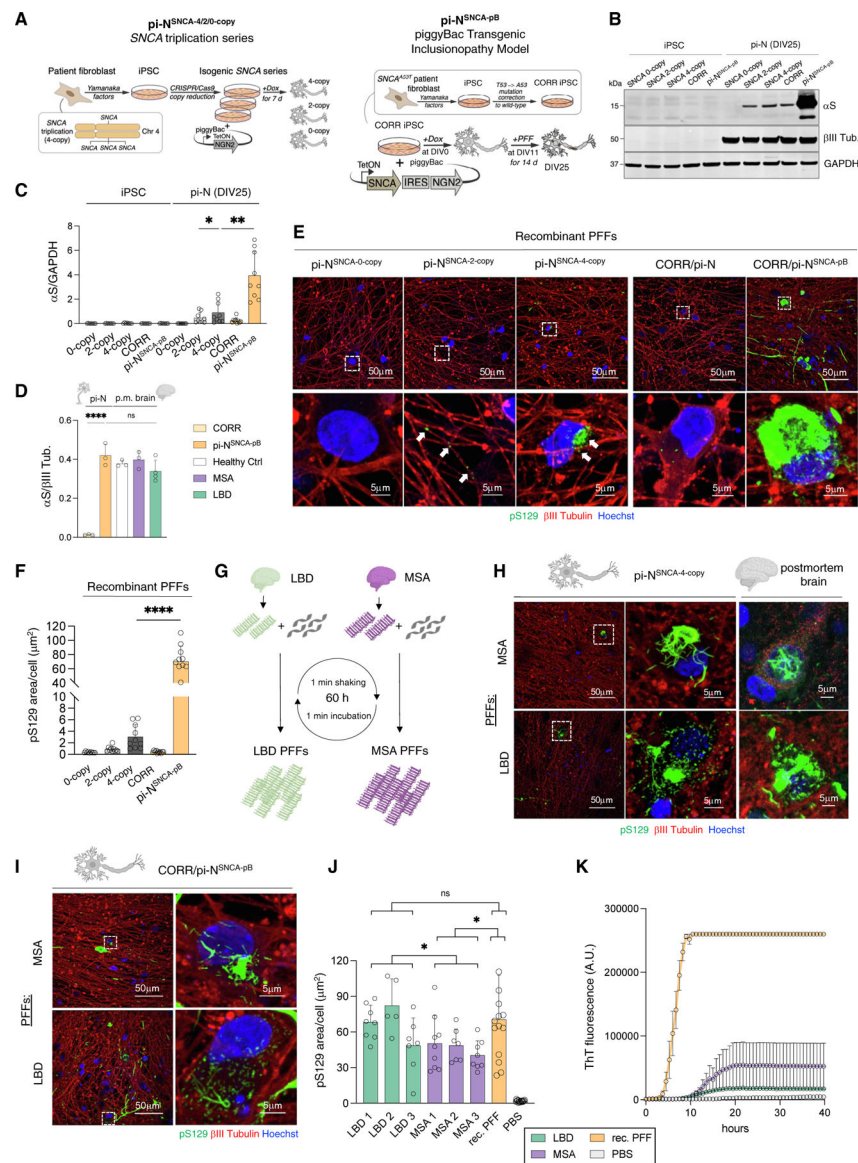 A
pi-N^SNCA-4/2/0-copy
SNCA triplication series
Patient fibroblast
iPSC
Isogenic SNCA series
Yamanaka factors
CRISPR/Cas9 copy reduction
+Dox for 7 d
4-copy
2-copy
0-copy
SNCA triplication (4-copy)
SNCA
Chr 4
SNCA SNCA SNCA
piggyBac
TetON
NGN2
pi-N^SNCA-pB
piggyBac Transgenic
Inclusionopathy Model
SNCA^A53T patient fibroblast
iPSC
CORR iPSC
Yamanaka factors
T53 -> A53 mutation correction to wild-type
CORR iPSC
+Dox at DIV0
+PFF at DIV11 for 14 d
DIV25
+ piggyBac
TetON
SNCA IRES NGN2
B
iPSC
pi-N (DIV25)
SNCA 0-copy
SNCA 2-copy
SNCA 4-copy
CORR
pi-N^SNCA-pB
SNCA 0-copy
SNCA 2-copy
SNCA 4-copy
CORR
pi-N^SNCA-pB
kDa
15
αS
50
βIII Tub.
37
GAPDH
C
iPSC
pi-N (DIV25)
* **
αS/GAPDH
8
6
4
2
0
0-copy
2-copy
4-copy
CORR
pi-N^SNCA-pB
0-copy
2-copy
4-copy
CORR
pi-N^SNCA-pB
D
pi-N
p.m. brain
**** ns
αS/βIII Tub.
0.6
0.4
0.2
0.0
CORR
pi-N^SNCA-pB
Healthy Ctrl
MSA
LBD
E
Recombinant PFFs
pi-N^SNCA-0-copy
pi-N^SNCA-2-copy
pi-N^SNCA-4-copy
CORR/pi-N
CORR/pi-N^SNCA-pB
50µm
50µm
50µm
50µm
50µm
5µm
5µm
5µm
5µm
5µm
pS129 βIII Tubulin Hoechst
F
Recombinant PFFs
****
pS129 area/cell (µm²)
120
100
80
60
40
20
10
8
6
4
2
0
0-copy
2-copy
4-copy
CORR
pi-N^SNCA-pB
G
LBD
MSA
+
+
1 min shaking
60 h
1 min incubation
LBD PFFs
MSA PFFs
H
pi-N^SNCA-4-copy
postmortem
brain
PFFs:
MSA
LBD
50µm
5µm
5µm
50µm
5µm
5µm
pS129 βIII Tubulin Hoechst
I
CORR/pi-N^SNCA-pB
PFFs:
MSA
LBD
50µm
5µm
50µm
5µm
pS129 βIII Tubulin Hoechst
J
ns
*
*
pS129 area/cell (µm²)
120
90
60
30
0
LBD 1
LBD 2
LBD 3
MSA 1
MSA 2
MSA 3
rec. PFF
PBS
K
ThT fluorescence (A.U.)
300000
200000
100000
0
0 10 20 30 40
hours
LBD
MSA
rec. PFF
PBS